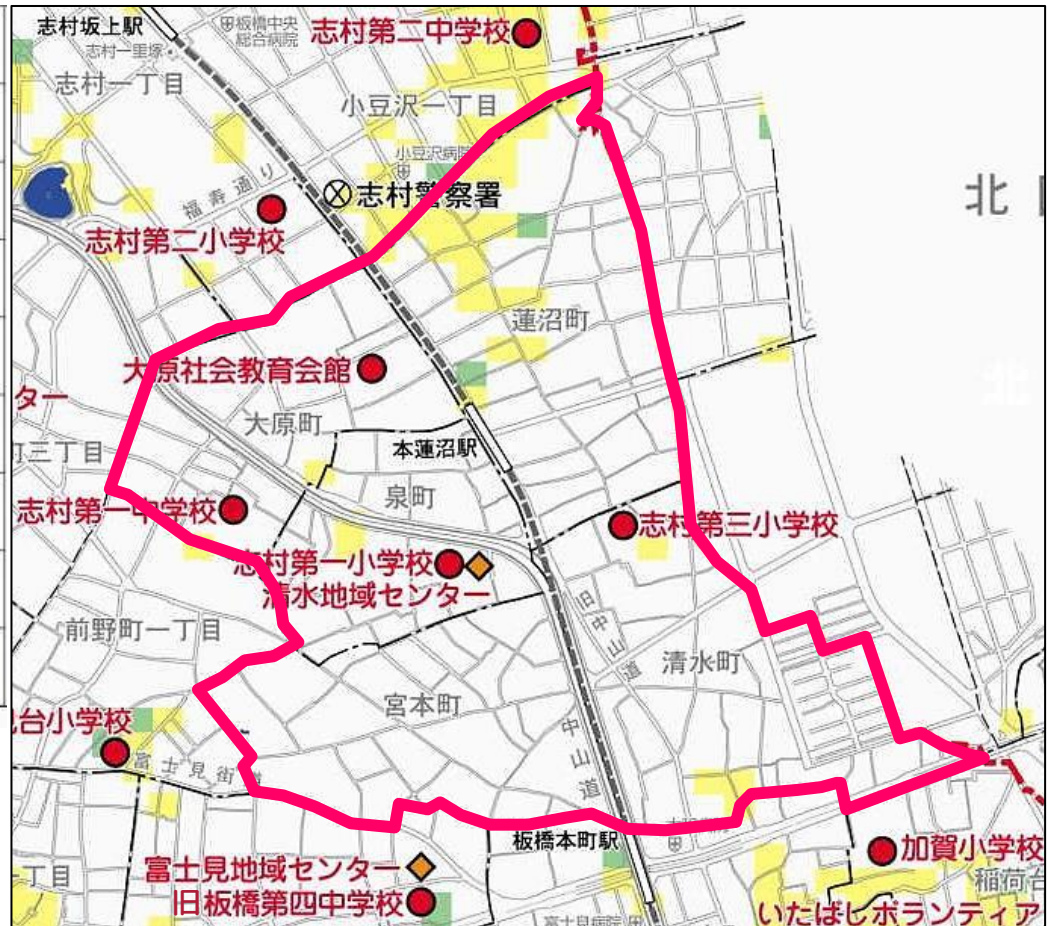 志村坂上駅
板橋中央
総合病院
志村第二中学校
志村一里塚
志村一丁目
小豆沢一丁目
小豆沢病院
志村警察署
福寿通り
北
志村第二小学校
蓮沼町
大原社会教育会館
ター
大原町
本蓮沼駅
町三丁目
泉町
志村第一中学校
志村第三小学校
志村第一小学校
清水地域センター
旧中山道
前野町一丁目
清水町
宮本町
中山道
見台小学校
富士見街道
板橋本町駅
加賀小学校
富士見地域センター
一丁目
稲荷台
旧板橋第四中学校
いたばしボランティア
富士見病院